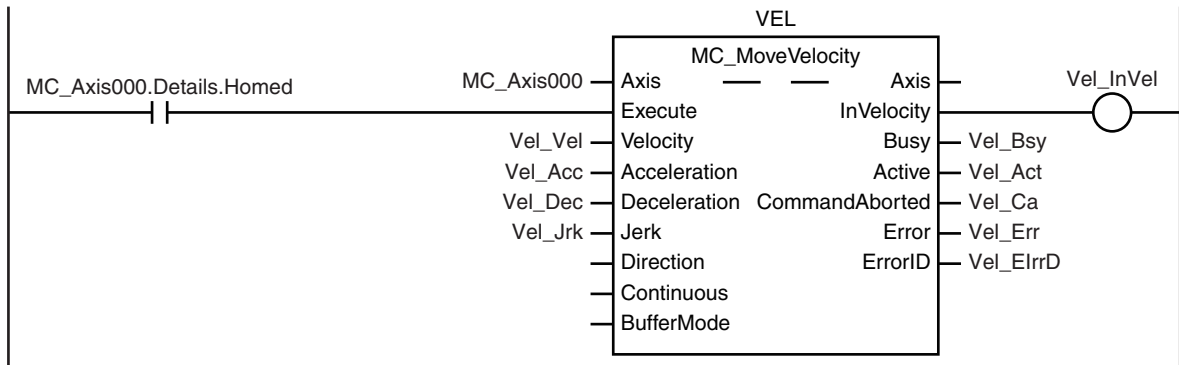 VEL
MC_MoveVelocity
MC_Axis000.Details.Homed
MC_Axis000 Axis Axis Vel_InVel
Execute InVelocity
Vel_Vel Velocity Busy Vel_Bsy
Vel_Acc Acceleration Active Vel_Act
Vel_Dec Deceleration CommandAborted Vel_Ca
Vel_Jrk Jerk Error Vel_Err
Direction ErrorID Vel_EIrrD
Continuous
BufferMode